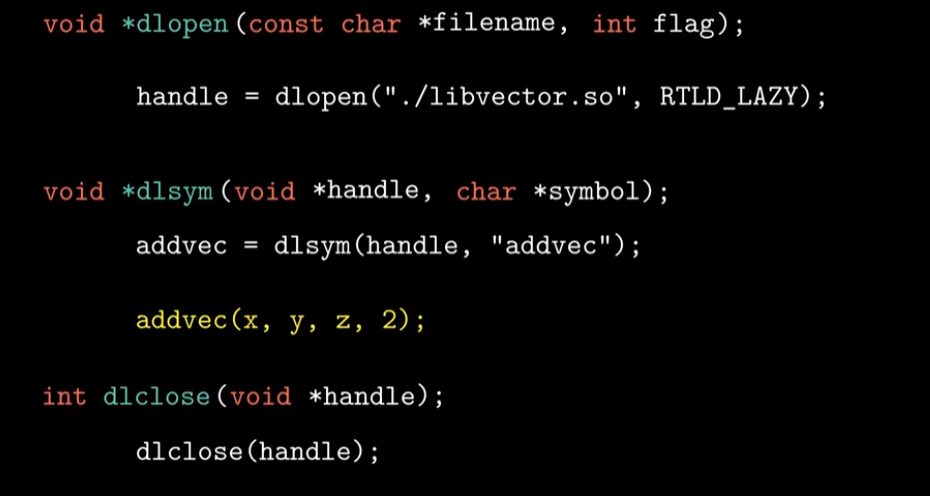 void *dlopen(const char *filename, int flag);
handle = dlopen("./libvector.so", RTLD_LAZY);
void *dlsym(void *handle, char *symbol);
addvec = dlsym(handle, "addvec");
addvec(x, y, z, 2);
int dlclose(void *handle);
dlclose(handle);